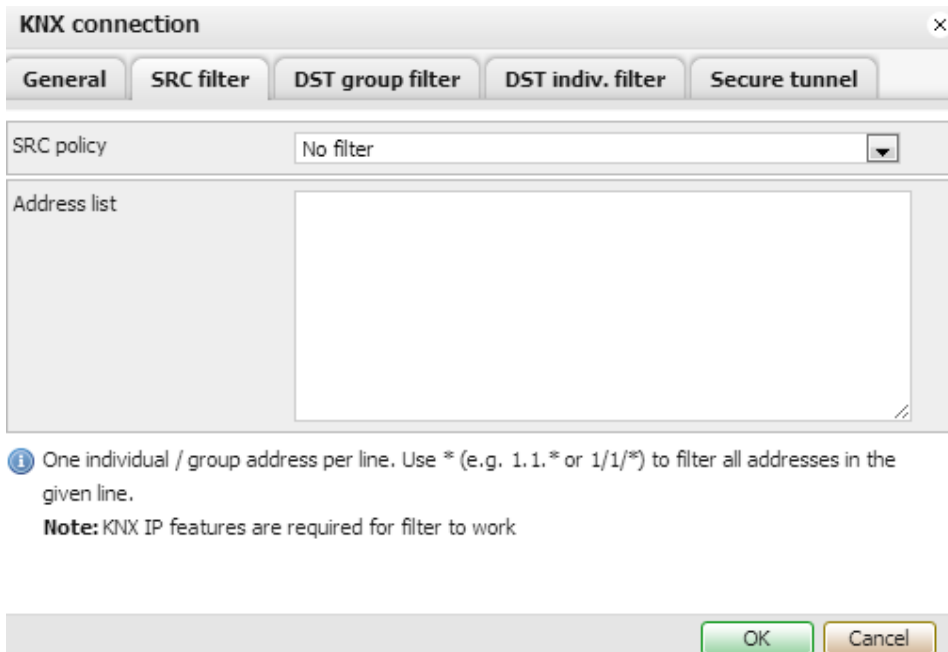 KNX connection
General SRC filter DST group filter DST indiv. filter Secure tunnel
SRC policy No filter
Address list
One individual / group address per line. Use * (e.g. 1.1.* or 1/1/*) to filter all addresses in the
given line.
Note: KNX IP features are required for filter to work
OK Cancel